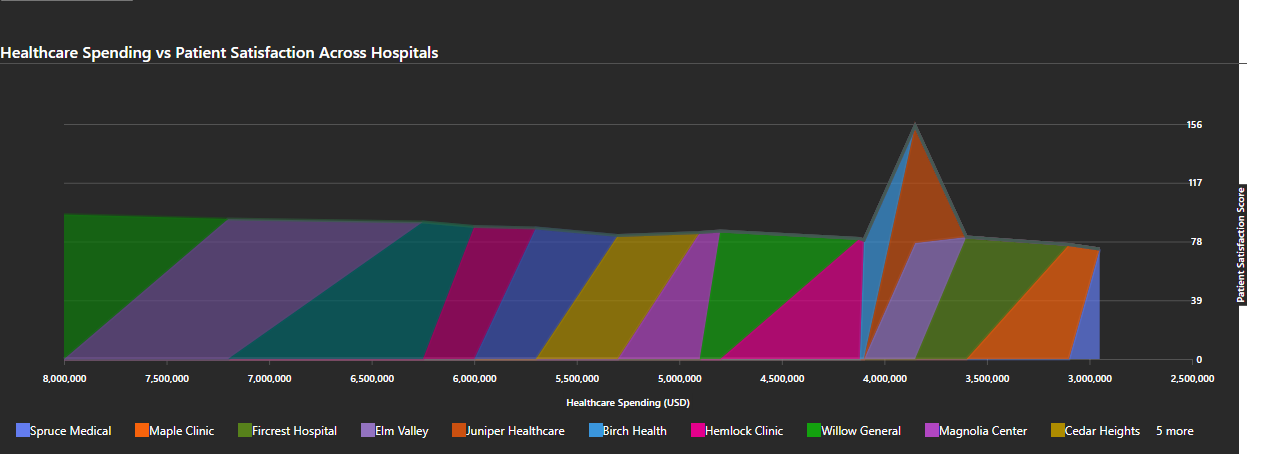 Healthcare Spending vs Patient Satisfaction Across Hospitals
156
117
78
39
0
Patient Satisfaction Score
8,000,000 7,500,000 7,000,000 6,500,000 6,000,000 5,500,000 5,000,000 4,500,000 4,000,000 3,500,000 3,000,000 2,500,000
Healthcare Spending (USD)
Spruce Medical Maple Clinic Fircrest Hospital Elm Valley Juniper Healthcare Birch Health Hemlock Clinic Willow General Magnolia Center Cedar Heights 5 more